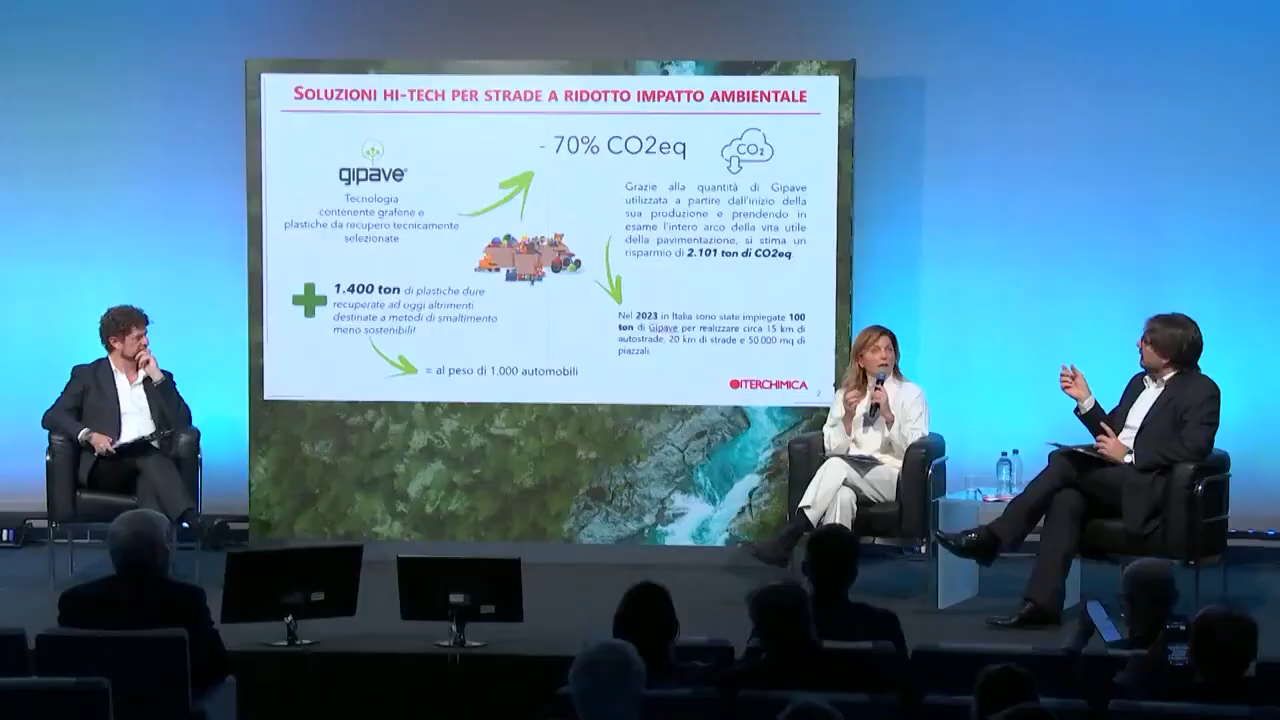 SOLUZIONI HI-TECH PER STRADE A RIDOTTO IMPATTO AMBIENTALE
- 70% CO2eq
CO₂
gipave®
Tecnologia
contenente grafene e
plastiche da recupero tecnicamente
selezionate
Grazie alla quantità di Gipave
utilizzata a partire dall'inizio della
sua produzione e prendendo in
esame l'intero arco della vita utile
della pavimentazione, si stima un
risparmio di 2.101 ton di CO2eq.
1.400 ton di plastiche dure
recuperate ad oggi altrimenti
destinate a metodi di smaltimento
meno sostenibili!
Nel 2023 in Italia sono state impiegate 100
ton di Gipave per realizzare circa 15 km di
autostrade, 20 km di strade e 50.000 mq di
piazzali.
= al peso di 1.000 automobili
ITERCHIMICA
2